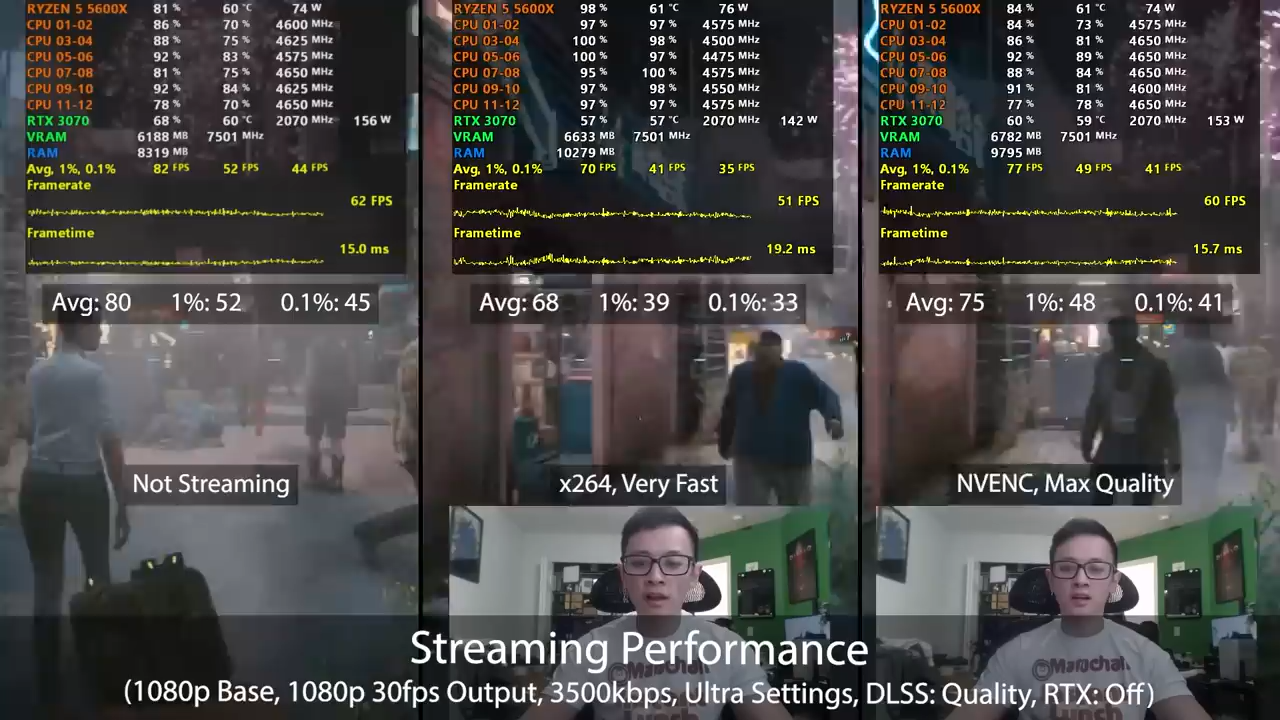 RYZEN 5 5600X 81 % 60 °C 74 W
CPU 01-02 86 % 70 % 4600 MHz
CPU 03-04 88 % 75 % 4625 MHz
CPU 05-06 92 % 83 % 4575 MHz
CPU 07-08 81 % 75 % 4650 MHz
CPU 09-10 92 % 84 % 4625 MHz
CPU 11-12 78 % 70 % 4650 MHz
RTX 3070 68 % 60 °C 2070 MHz 156 W
VRAM 6188 MB 7501 MHz
RAM 8319 MB
Avg, 1%, 0.1% 82 FPS 52 FPS 44 FPS
Framerate
62 FPS
Frametime
15.0 ms
Avg: 80 1%: 52 0.1%: 45
Not Streaming
RYZEN 5 5600X 98 % 61 °C 76 W
CPU 01-02 97 % 97 % 4575 MHz
CPU 03-04 100 % 98 % 4500 MHz
CPU 05-06 100 % 97 % 4475 MHz
CPU 07-08 95 % 100 % 4575 MHz
CPU 09-10 97 % 98 % 4550 MHz
CPU 11-12 97 % 97 % 4575 MHz
RTX 3070 57 % 57 °C 2070 MHz 142 W
VRAM 6633 MB 7501 MHz
RAM 10279 MB
Avg, 1%, 0.1% 70 FPS 41 FPS 35 FPS
Framerate
51 FPS
Frametime
19.2 ms
Avg: 68 1%: 39 0.1%: 33
x264, Very Fast
RYZEN 5 5600X 84 % 61 °C 74 W
CPU 01-02 84 % 73 % 4575 MHz
CPU 03-04 86 % 81 % 4650 MHz
CPU 05-06 92 % 89 % 4650 MHz
CPU 07-08 88 % 84 % 4650 MHz
CPU 09-10 91 % 81 % 4600 MHz
CPU 11-12 77 % 78 % 4650 MHz
RTX 3070 60 % 59 °C 2070 MHz 153 W
VRAM 6782 MB 7501 MHz
RAM 9795 MB
Avg, 1%, 0.1% 77 FPS 49 FPS 41 FPS
Framerate
60 FPS
Frametime
15.7 ms
Avg: 75 1%: 48 0.1%: 41
NVENC, Max Quality
Streaming Performance
(1080p Base, 1080p 30fps Output, 3500kbps, Ultra Settings, DLSS: Quality, RTX: Off)